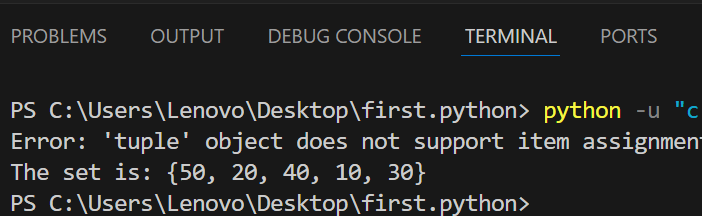 PROBLEMS OUTPUT DEBUG CONSOLE TERMINAL PORTS
PS C:\Users\Lenovo\Desktop\first.python> python -u "c
Error: 'tuple' object does not support item assignmen
The set is: {50, 20, 40, 10, 30}
PS C:\Users\Lenovo\Desktop\first.python>